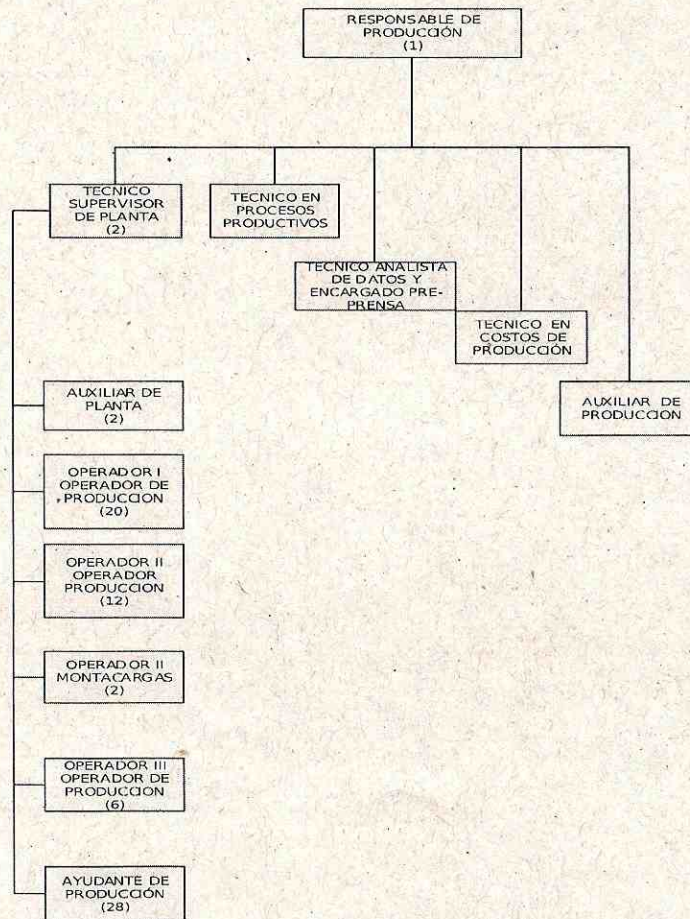 RESPONSABLE DE
PRODUCCIÓN
(1)
TECNICO
SUPERVISOR
DE PLANTA
(2)
TECNICO EN
PROCESOS
PRODUCTIVOS
TECNICO ANALISTA
DE DATOS Y
ENCARGADO PRE-
PRENSA
TECNICO EN
COSTOS DE
PRODUCCIÓN
AUXILIAR DE
PRODUCCION
AUXILIAR DE
PLANTA
(2)
OPERADOR I
OPERADOR DE
PRODUCCION
(20)
OPERADOR II
OPERADOR
PRODUCCION
(12)
OPERADOR II
MONTACARGAS
(2)
OPERADOR III
OPERADOR DE
PRODUCCION
(6)
AYUDANTE DE
PRODUCCIÓN
(28)